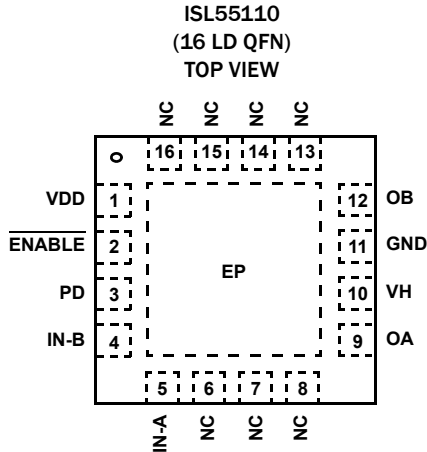 ISL55110
(16 LD QFN)
TOP VIEW
NC NC NC NC
16 15 14 13
VDD 1 12 OB
ENABLE 2 11 GND
EP
PD 3 10 VH
IN-B 4 9 OA
5 6 7 8
IN-A NC NC NC